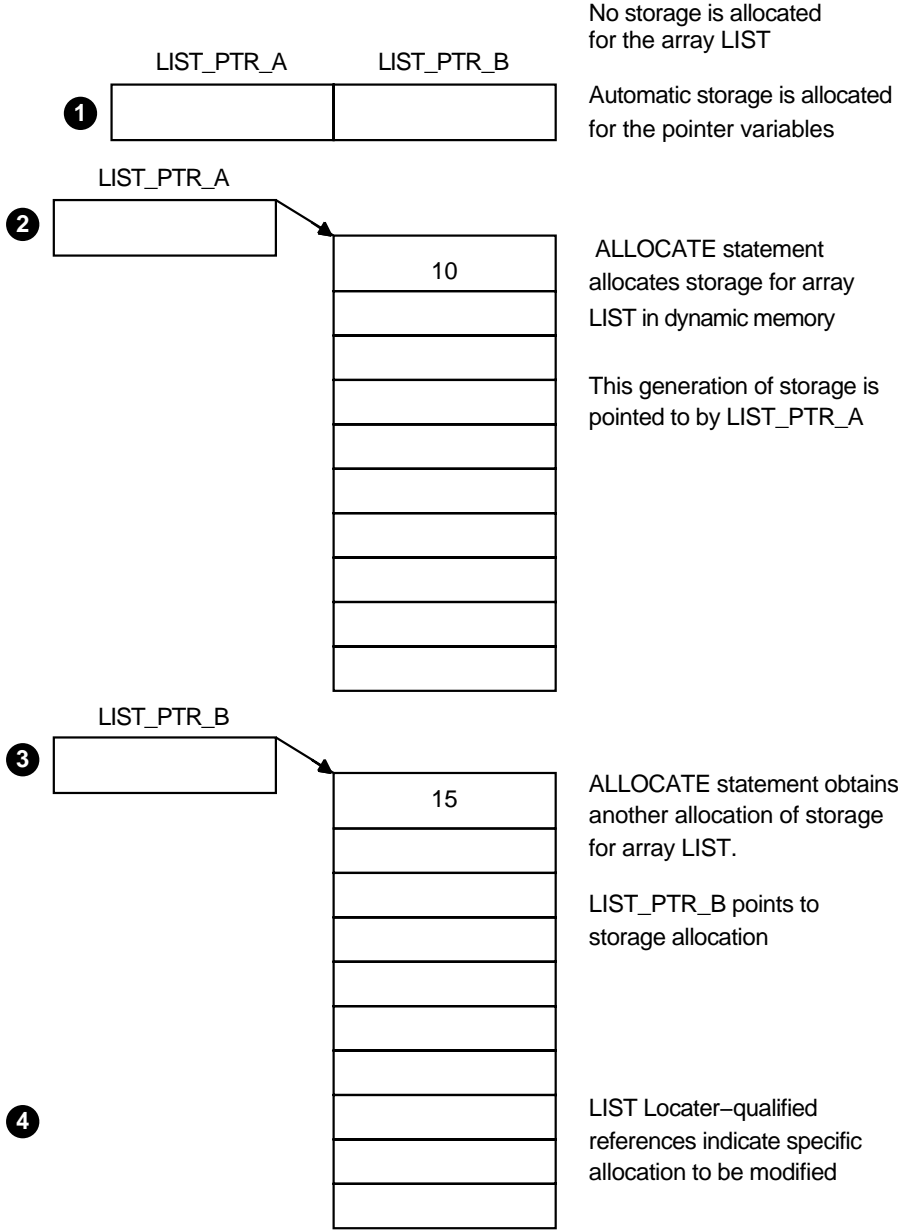 No storage is allocated
for the array LIST
LIST_PTR_A LIST_PTR_B
1
Automatic storage is allocated
for the pointer variables
LIST_PTR_A
2
10
ALLOCATE statement
allocates storage for array
LIST in dynamic memory
This generation of storage is
pointed to by LIST_PTR_A
LIST_PTR_B
3
15
ALLOCATE statement obtains
another allocation of storage
for array LIST.
LIST_PTR_B points to
storage allocation
4
LIST Locater−qualified
references indicate specific
allocation to be modified